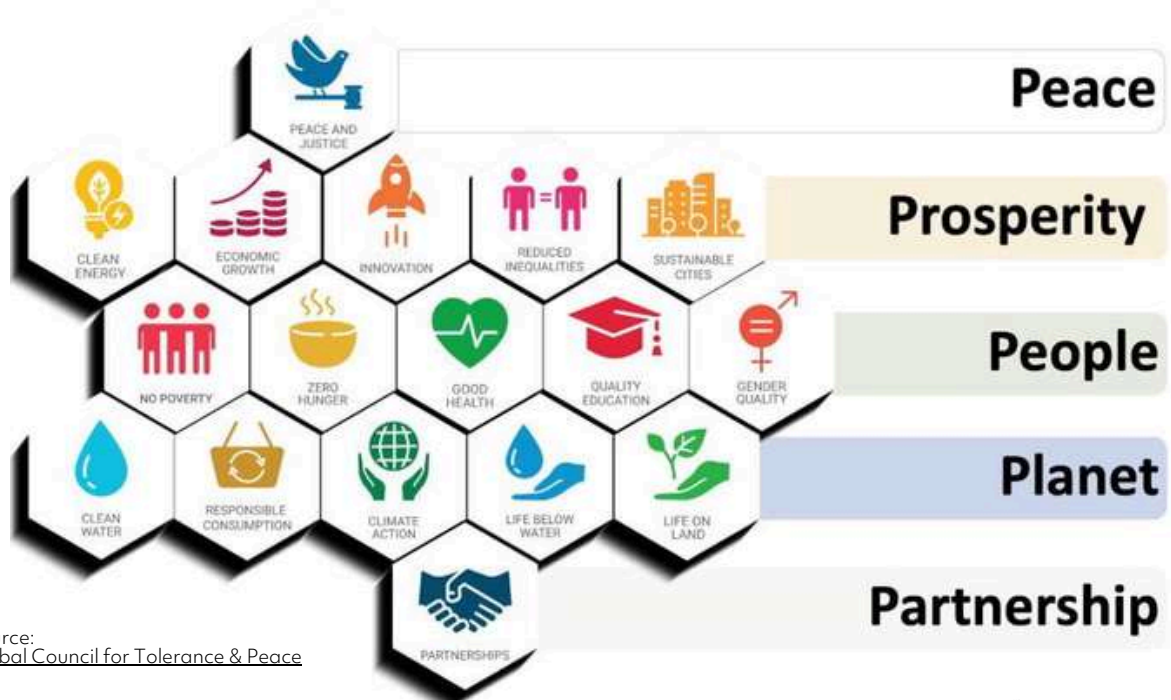 PEACE AND
JUSTICE
Peace
CLEAN
ENERGY
ECONOMIC
GROWTH
INNOVATION
REDUCED
INEQUALITIES
SUSTAINABLE
CITIES
Prosperity
NO POVERTY
ZERO
HUNGER
GOOD
HEALTH
QUALITY
EDUCATION
GENDER
QUALITY
People
CLEAN
WATER
RESPONSIBLE
CONSUMPTION
CLIMATE
ACTION
LIFE BELOW
WATER
LIFE ON
LAND
Planet
PARTNERSHIPS
Partnership
rce:
bal Council for Tolerance & Peace